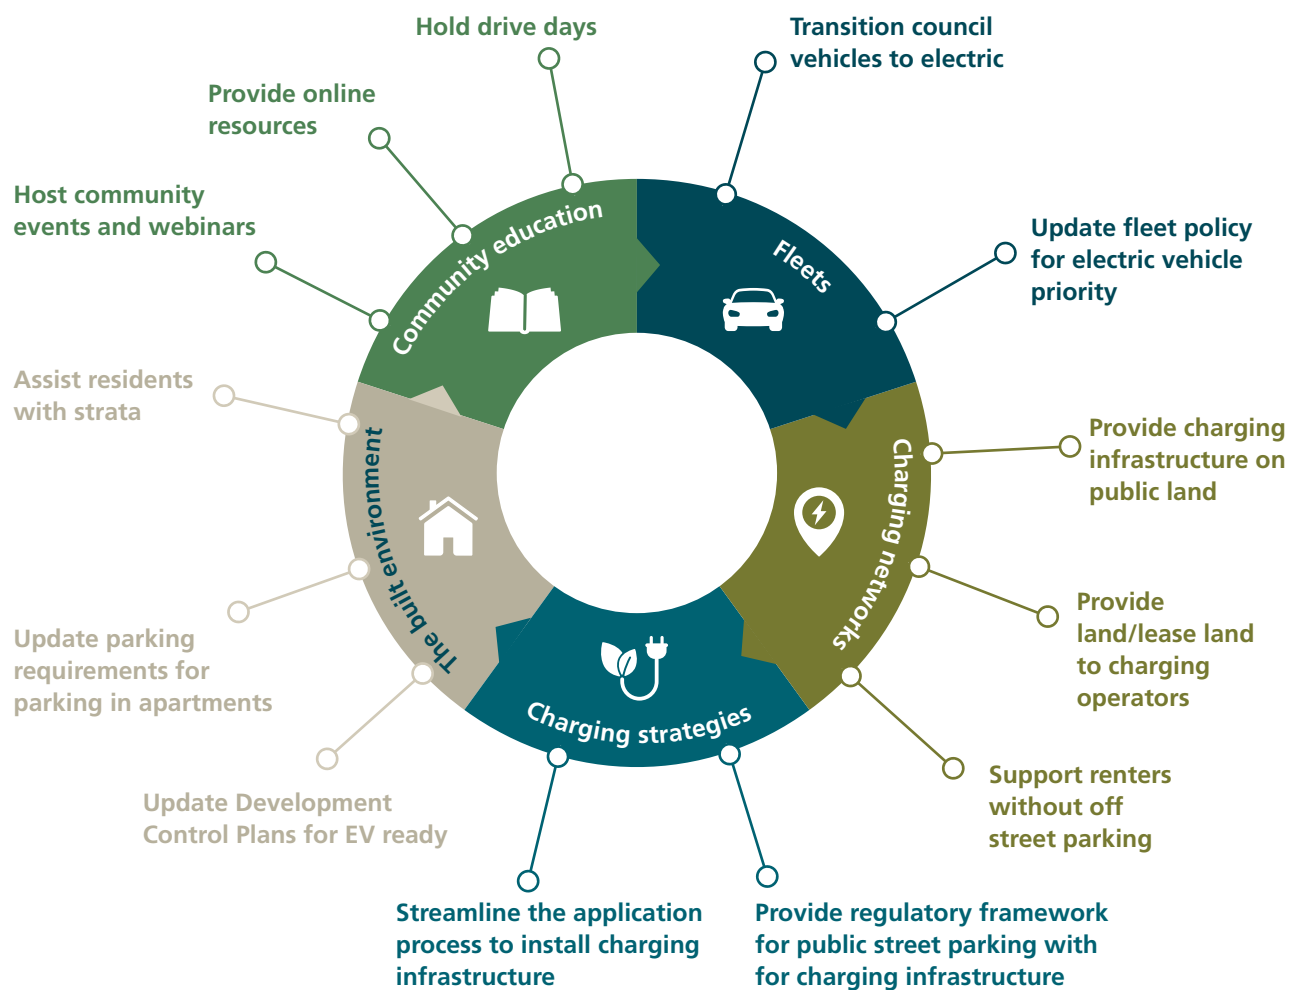 Hold drive days
Transition council
vehicles to electric
Provide online
resources
Host community
events and webinars
Update fleet policy
for electric vehicle
priority
Community education
Fleets
Assist residents
with strata
Provide charging
infrastructure on
public land
The built environment
Charging networks
Provide
land/lease land
to charging
operators
Update parking
requirements for
parking in apartments
Charging strategies
Support renters
without off
street parking
Update Development
Control Plans for EV ready
Streamline the application
process to install charging
infrastructure
Provide regulatory framework
for public street parking with
for charging infrastructure